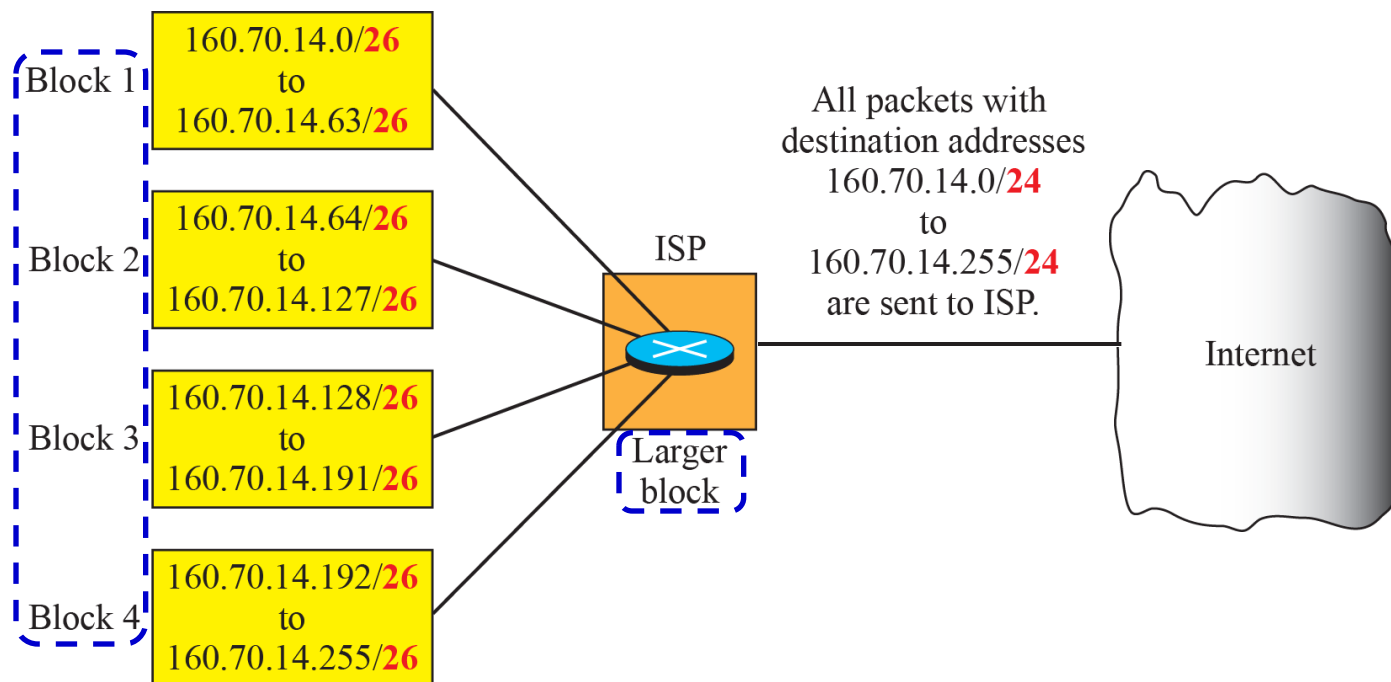 Block 1
160.70.14.0/26
to
160.70.14.63/26
Block 2
160.70.14.64/26
to
160.70.14.127/26
Block 3
160.70.14.128/26
to
160.70.14.191/26
Block 4
160.70.14.192/26
to
160.70.14.255/26
ISP
Larger
block
All packets with
destination addresses
160.70.14.0/24
to
160.70.14.255/24
are sent to ISP.
Internet